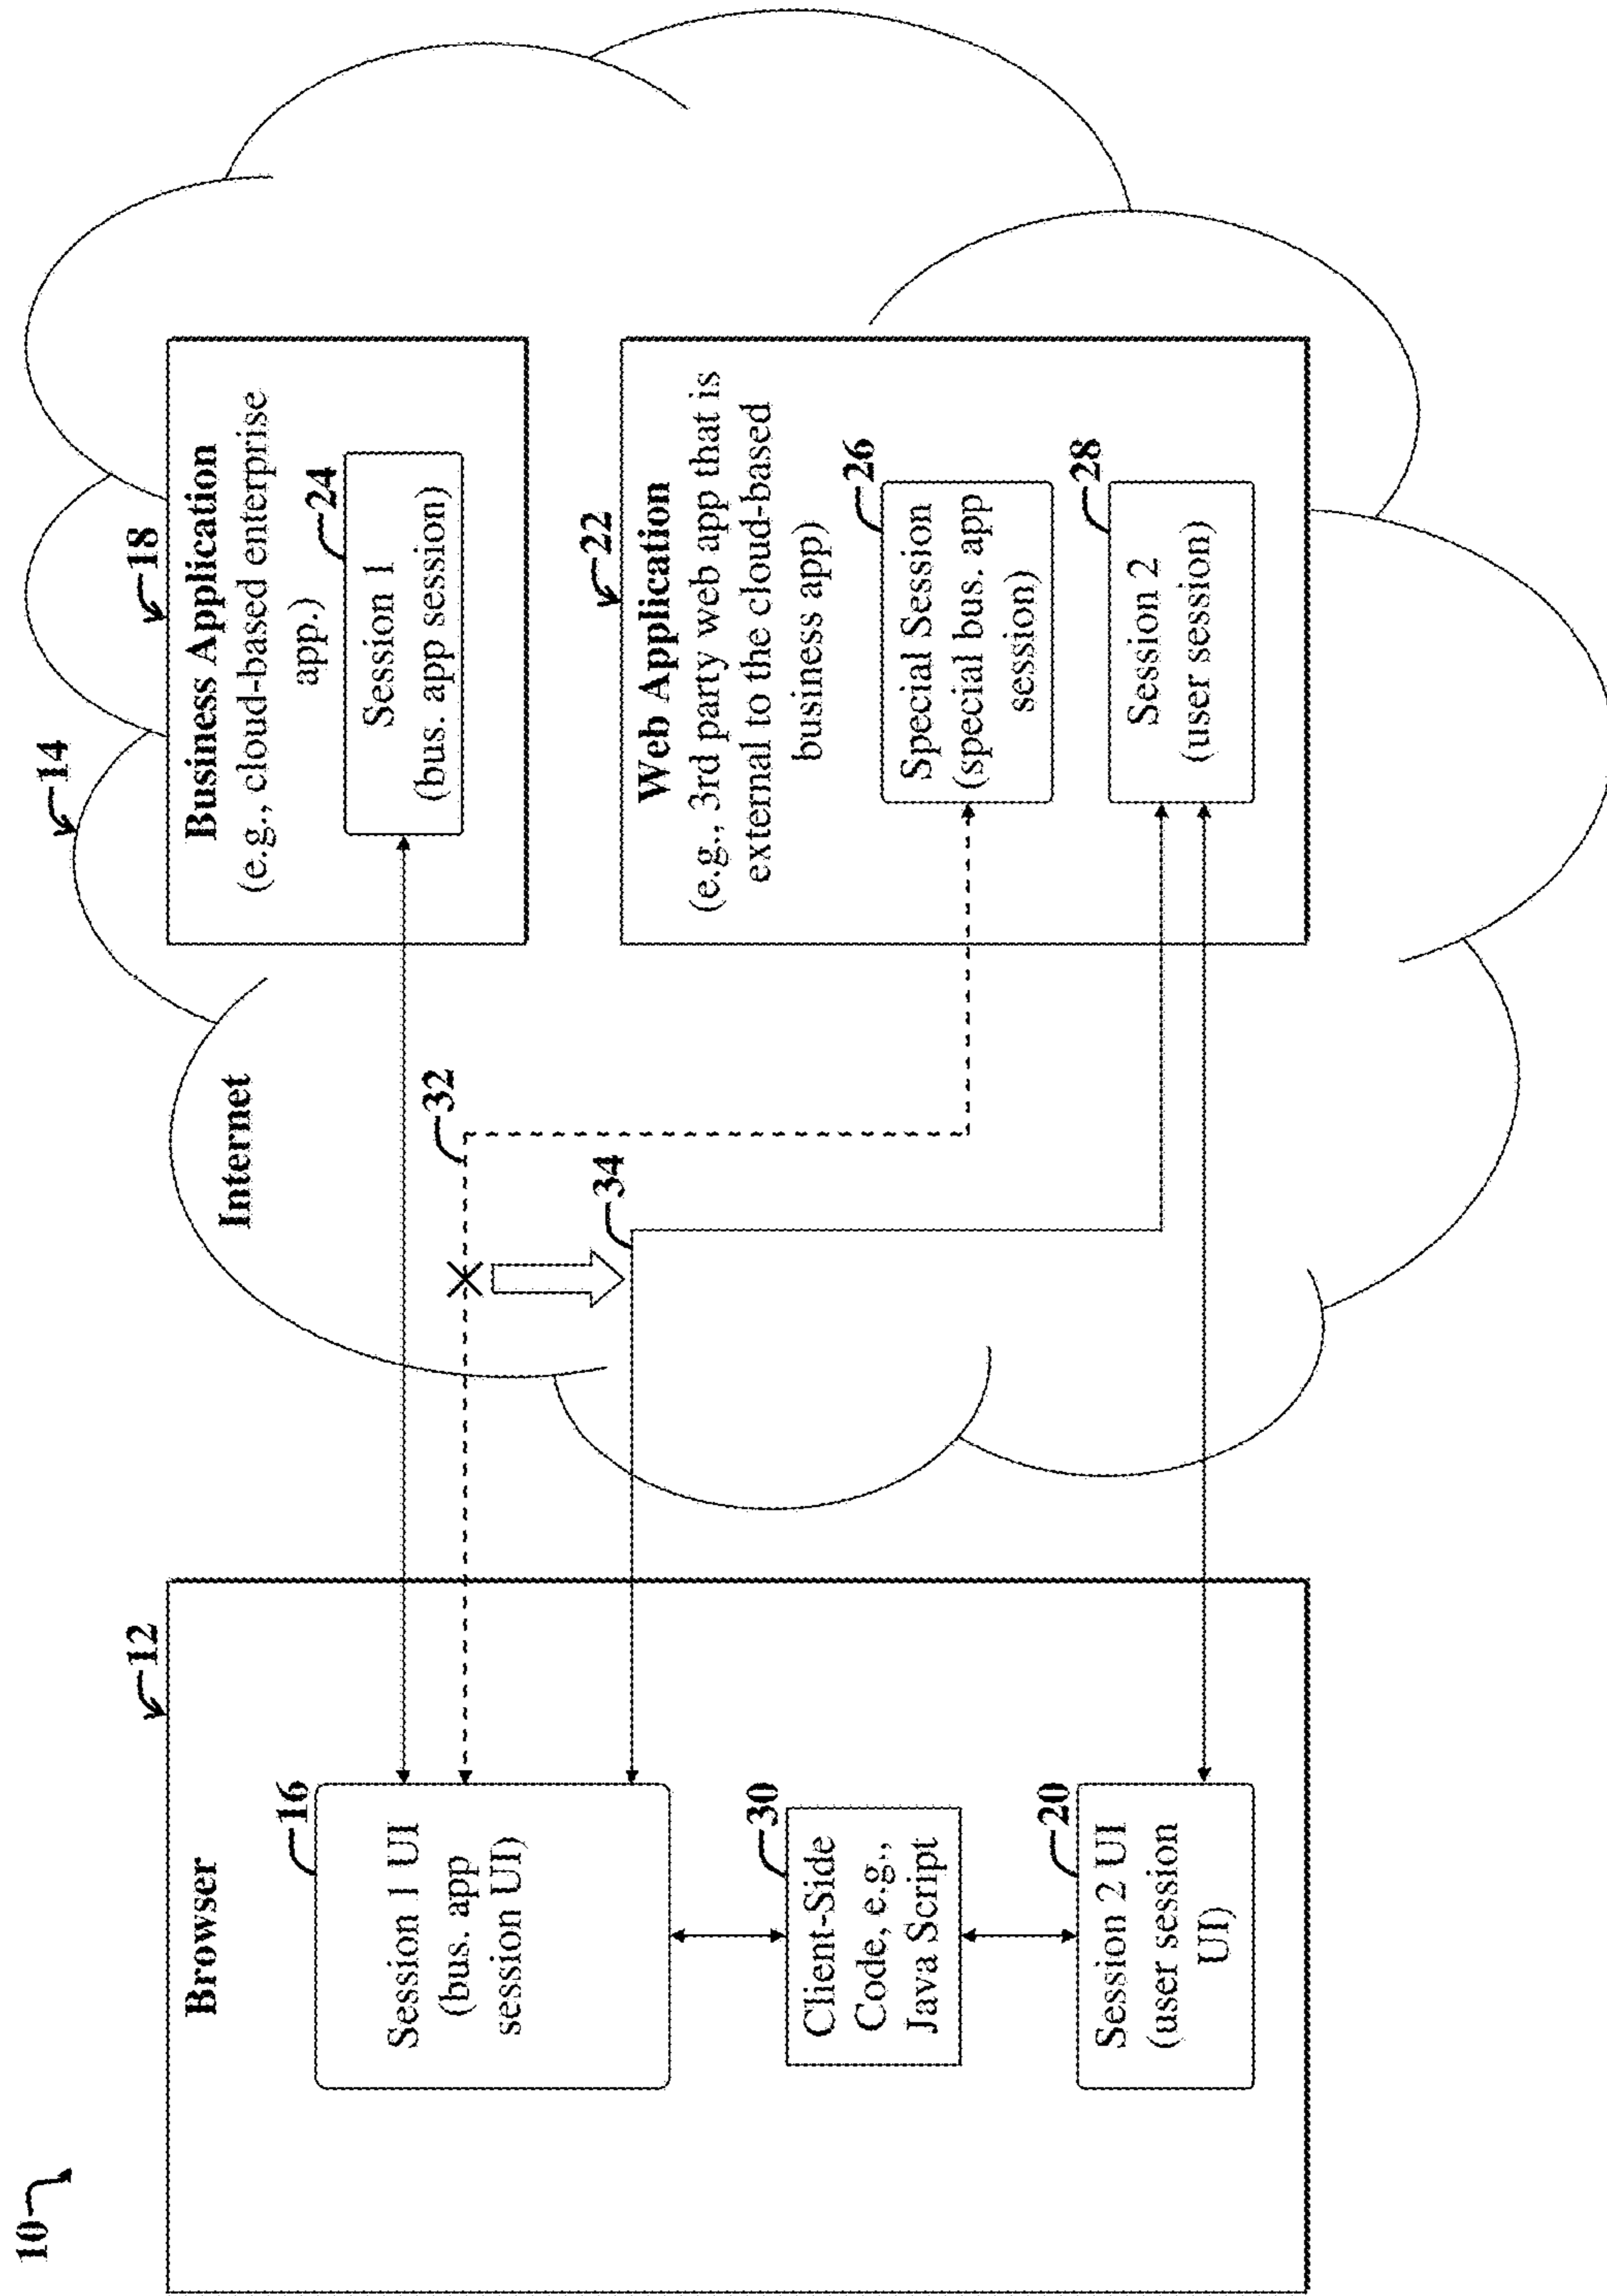 10
12
Browser
16
Session 1 UI
(bus. app
session UI)
30
Client-Side
Code, e.g.,
Java Script
20
Session 2 UI
(user session
UI)
14
Internet
32
34
18
Business Application
(e.g., cloud-based enterprise
app.)
24
Session 1
(bus. app session)
22
Web Application
(e.g., 3rd party web app that is
external to the cloud-based
business app)
26
Special Session
(special bus. app
session)
28
Session 2
(user session)